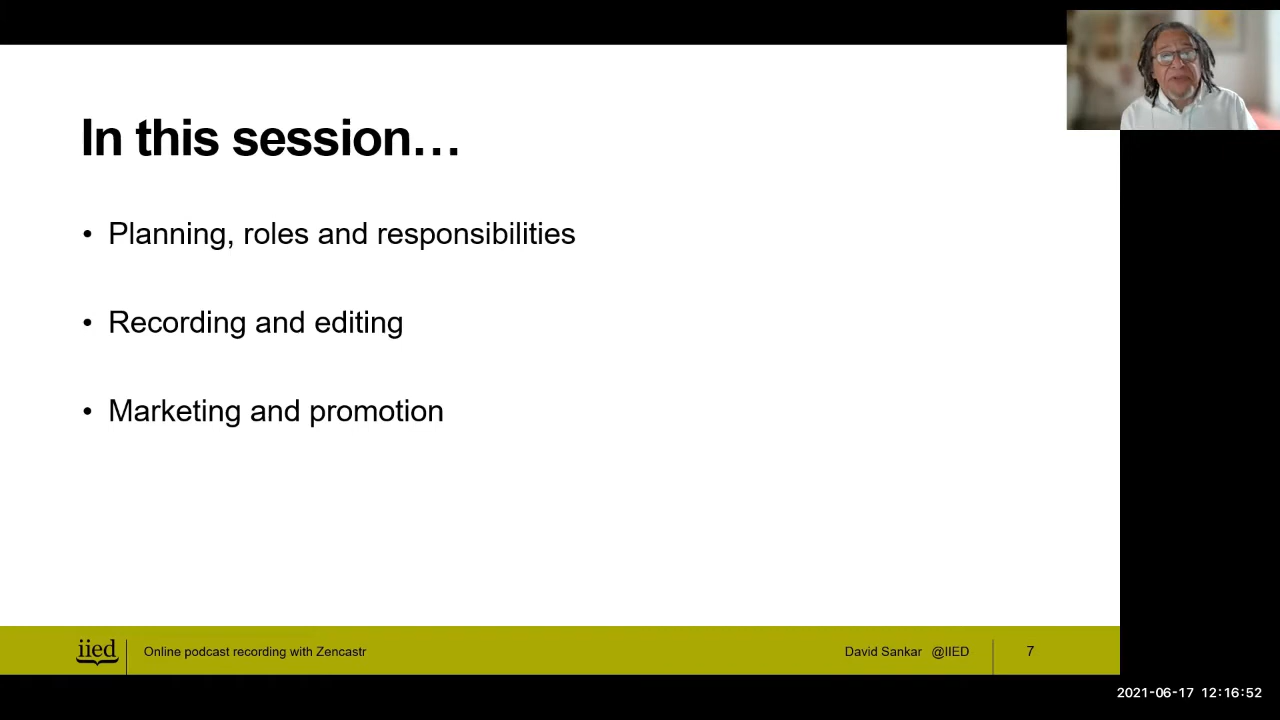 In this session…
• Planning, roles and responsibilities
• Recording and editing
• Marketing and promotion
iied
Online podcast recording with Zencastr
David Sankar @IIED
7
2021-06-17 12:16:52